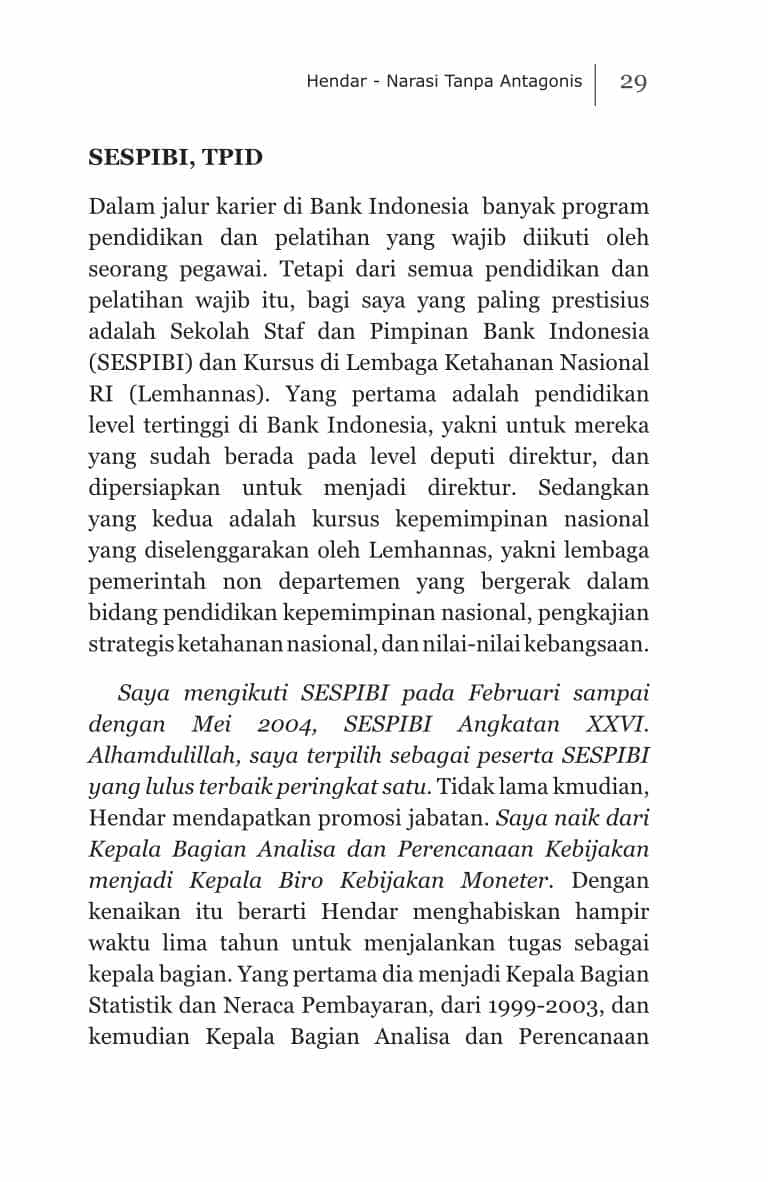 Hendar - Narasi Tanpa Antagonis 29
SESPIBI, TPID
Dalam jalur karier di Bank Indonesia banyak program
pendidikan dan pelatihan yang wajib diikuti oleh
seorang pegawai. Tetapi dari semua pendidikan dan
pelatihan wajib itu, bagi saya yang paling prestisius
adalah Sekolah Staf dan Pimpinan Bank Indonesia
(SESPIBI) dan Kursus di Lembaga Ketahanan Nasional
RI (Lemhannas). Yang pertama adalah pendidikan
level tertinggi di Bank Indonesia, yakni untuk mereka
yang sudah berada pada level deputi direktur, dan
dipersiapkan untuk menjadi direktur. Sedangkan
yang kedua adalah kursus kepemimpinan nasional
yang diselenggarakan oleh Lemhannas, yakni lembaga
pemerintah non departemen yang bergerak dalam
bidang pendidikan kepemimpinan nasional, pengkajian
strategis ketahanan nasional, dan nilai-nilai kebangsaan.
Saya mengikuti SESPIBI pada Februari sampai
dengan Mei 2004, SESPIBI Angkatan XXVI.
Alhamdulillah, saya terpilih sebagai peserta SESPIBI
yang lulus terbaik peringkat satu. Tidak lama kmudian,
Hendar mendapatkan promosi jabatan. Saya naik dari
Kepala Bagian Analisa dan Perencanaan Kebijakan
menjadi Kepala Biro Kebijakan Moneter. Dengan
kenaikan itu berarti Hendar menghabiskan hampir
waktu lima tahun untuk menjalankan tugas sebagai
kepala bagian. Yang pertama dia menjadi Kepala Bagian
Statistik dan Neraca Pembayaran, dari 1999-2003, dan
kemudian Kepala Bagian Analisa dan Perencanaan